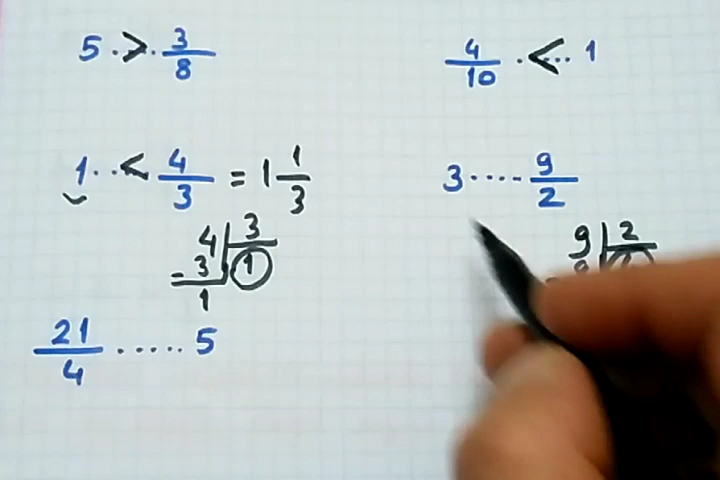 5 .>. 3/8
4/10 .<... 1
1..< 4/3 = 1 1/3
3 ..... 9/2
4 | 3
- 3 | 1
1
9 | 2
21/4 ..... 5